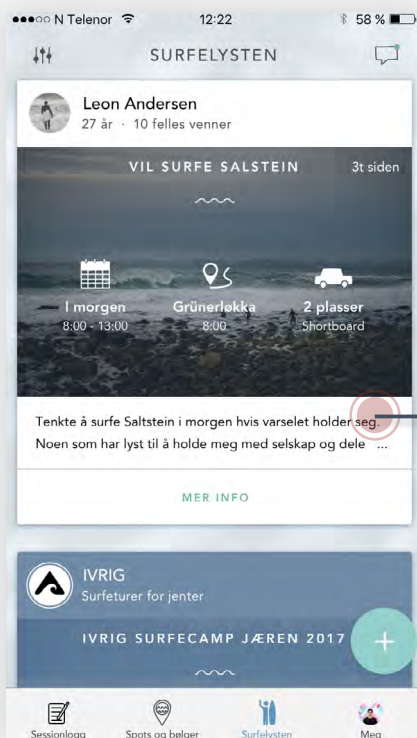 N Telenor 12:22 58 %
SURFELYSTEN
Leon Andersen
27 år · 10 felles venner
VIL SURFE SALSTEIN 3t siden
I morgen Grünerløkka 2 plasser
8:00 - 13:00 8:00 Shortboard
Tenkte å surfe Saltstein i morgen hvis varselet holder seg.
Noen som har lyst til å holde meg med selskap og dele ...
MER INFO
IVRIG
Surfeturer for jenter
IVRIG SURFECAMP JÆREN 2017
+
Sessionlogg Spots og bølger Surfelysten Meg